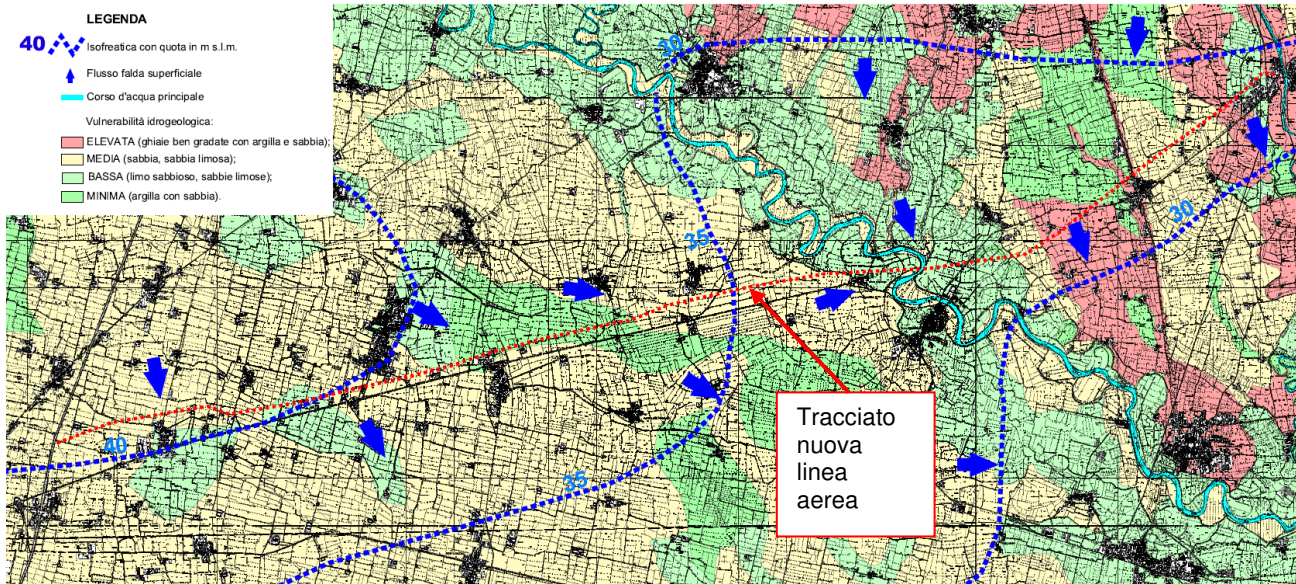 LEGENDA
40 Isofreatica con quota in m s.l.m.
Flusso falda superficiale
Corso d'acqua principale
Vulnerabilità idrogeologica:
ELEVATA (ghiaie ben gradate con argilla e sabbia);
MEDIA (sabbia, sabbia limosa);
BASSA (limo sabbioso, sabbie limose);
MINIMA (argilla con sabbia).
30
30
35
40
35
Tracciato
nuova
linea
aerea